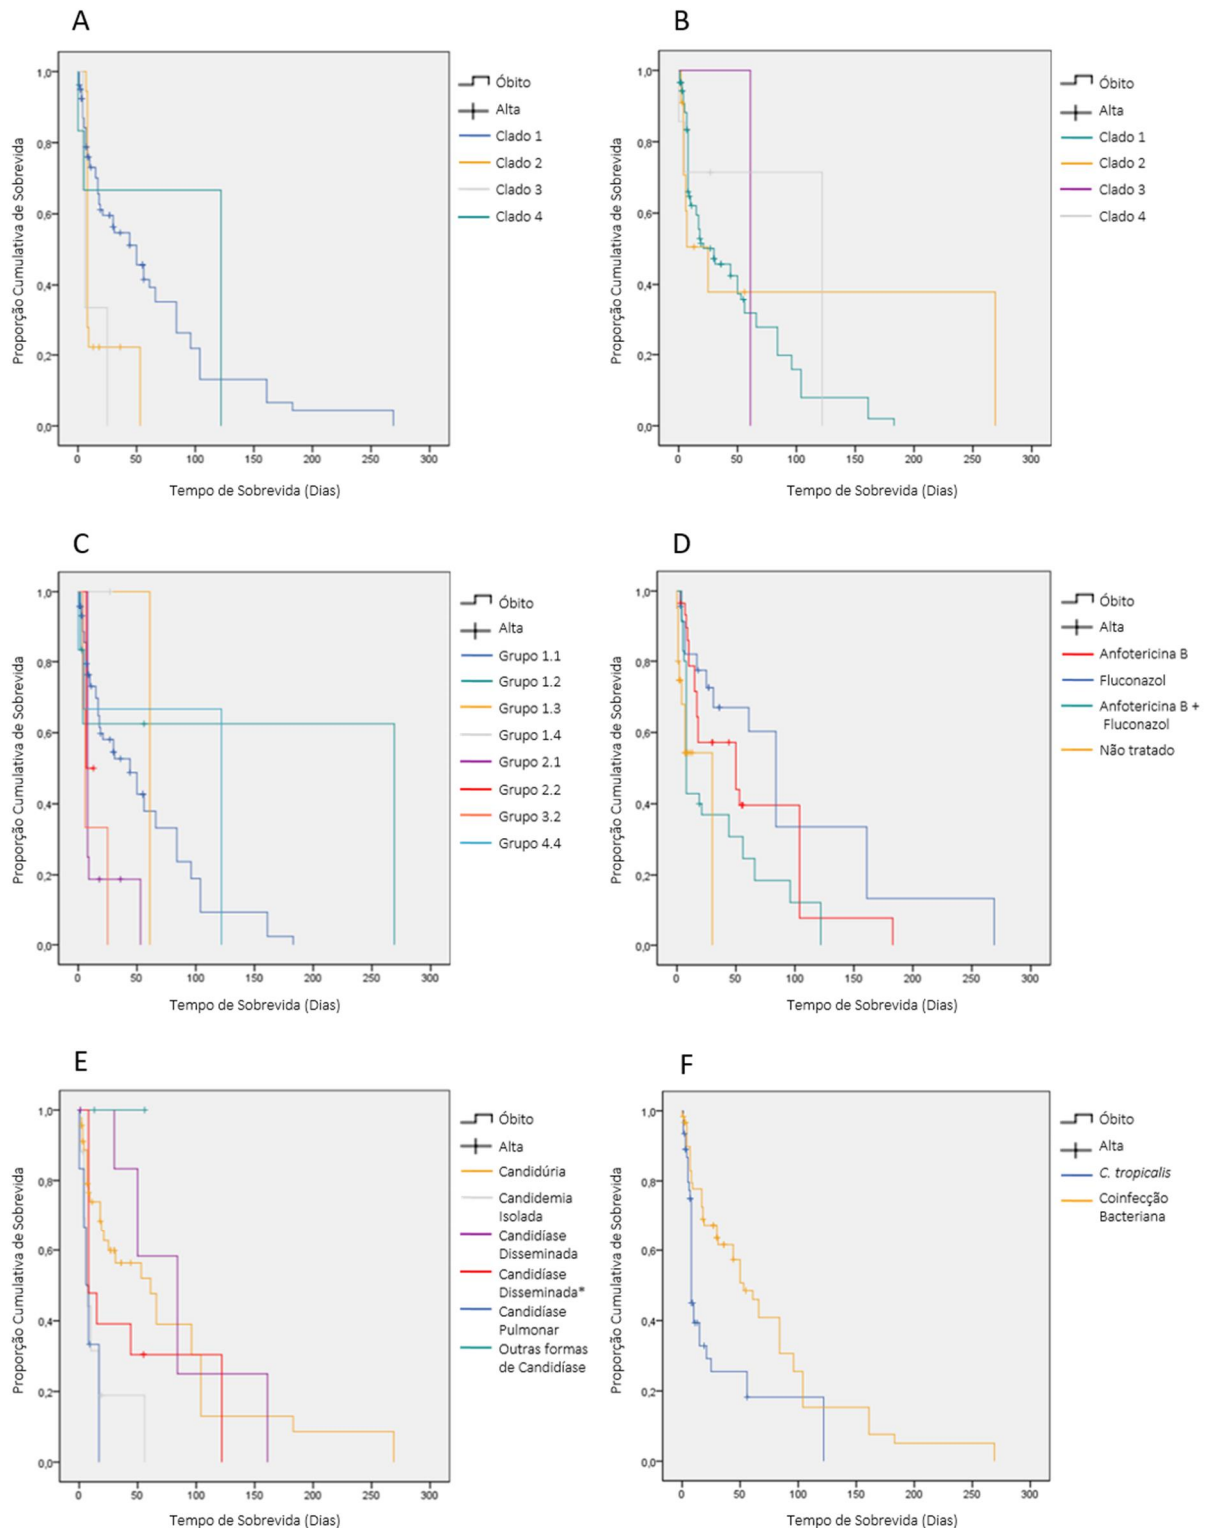 A
Proporção Cumulativa de Sobrevida
1,0
0,8
0,6
0,4
0,2
0,0
0 50 100 150 200 250 300
Tempo de Sobrevida (Dias)
Óbito
Alta
Clado 1
Clado 2
Clado 3
Clado 4
B
Proporção Cumulativa de Sobrevida
1,0
0,8
0,6
0,4
0,2
0,0
0 50 100 150 200 250 300
Tempo de Sobrevida (Dias)
Óbito
Alta
Clado 1
Clado 2
Clado 3
Clado 4
C
Proporção Cumulativa de Sobrevida
1,0
0,8
0,6
0,4
0,2
0,0
0 50 100 150 200 250 300
Tempo de Sobrevida (Dias)
Óbito
Alta
Grupo 1.1
Grupo 1.2
Grupo 1.3
Grupo 1.4
Grupo 2.1
Grupo 2.2
Grupo 3.2
Grupo 4.4
D
Proporção Cumulativa de Sobrevida
1,0
0,8
0,6
0,4
0,2
0,0
0 50 100 150 200 250 300
Tempo de Sobrevida (Dias)
Óbito
Alta
Anfotericina B
Fluconazol
Anfotericina B +
Fluconazol
Não tratado
E
Proporção Cumulativa de Sobrevida
1,0
0,8
0,6
0,4
0,2
0,0
0 50 100 150 200 250 300
Tempo de Sobrevida (Dias)
Óbito
Alta
Candidúria
Candidemia
Isolada
Candidíase
Disseminada
Candidíase
Disseminada*
Candidíase
Pulmonar
Outras formas
de Candidíase
F
Proporção Cumulativa de Sobrevida
1,0
0,8
0,6
0,4
0,2
0,0
0 50 100 150 200 250 300
Tempo de Sobrevida (Dias)
Óbito
Alta
C. tropicalis
Coinfecção
Bacteriana